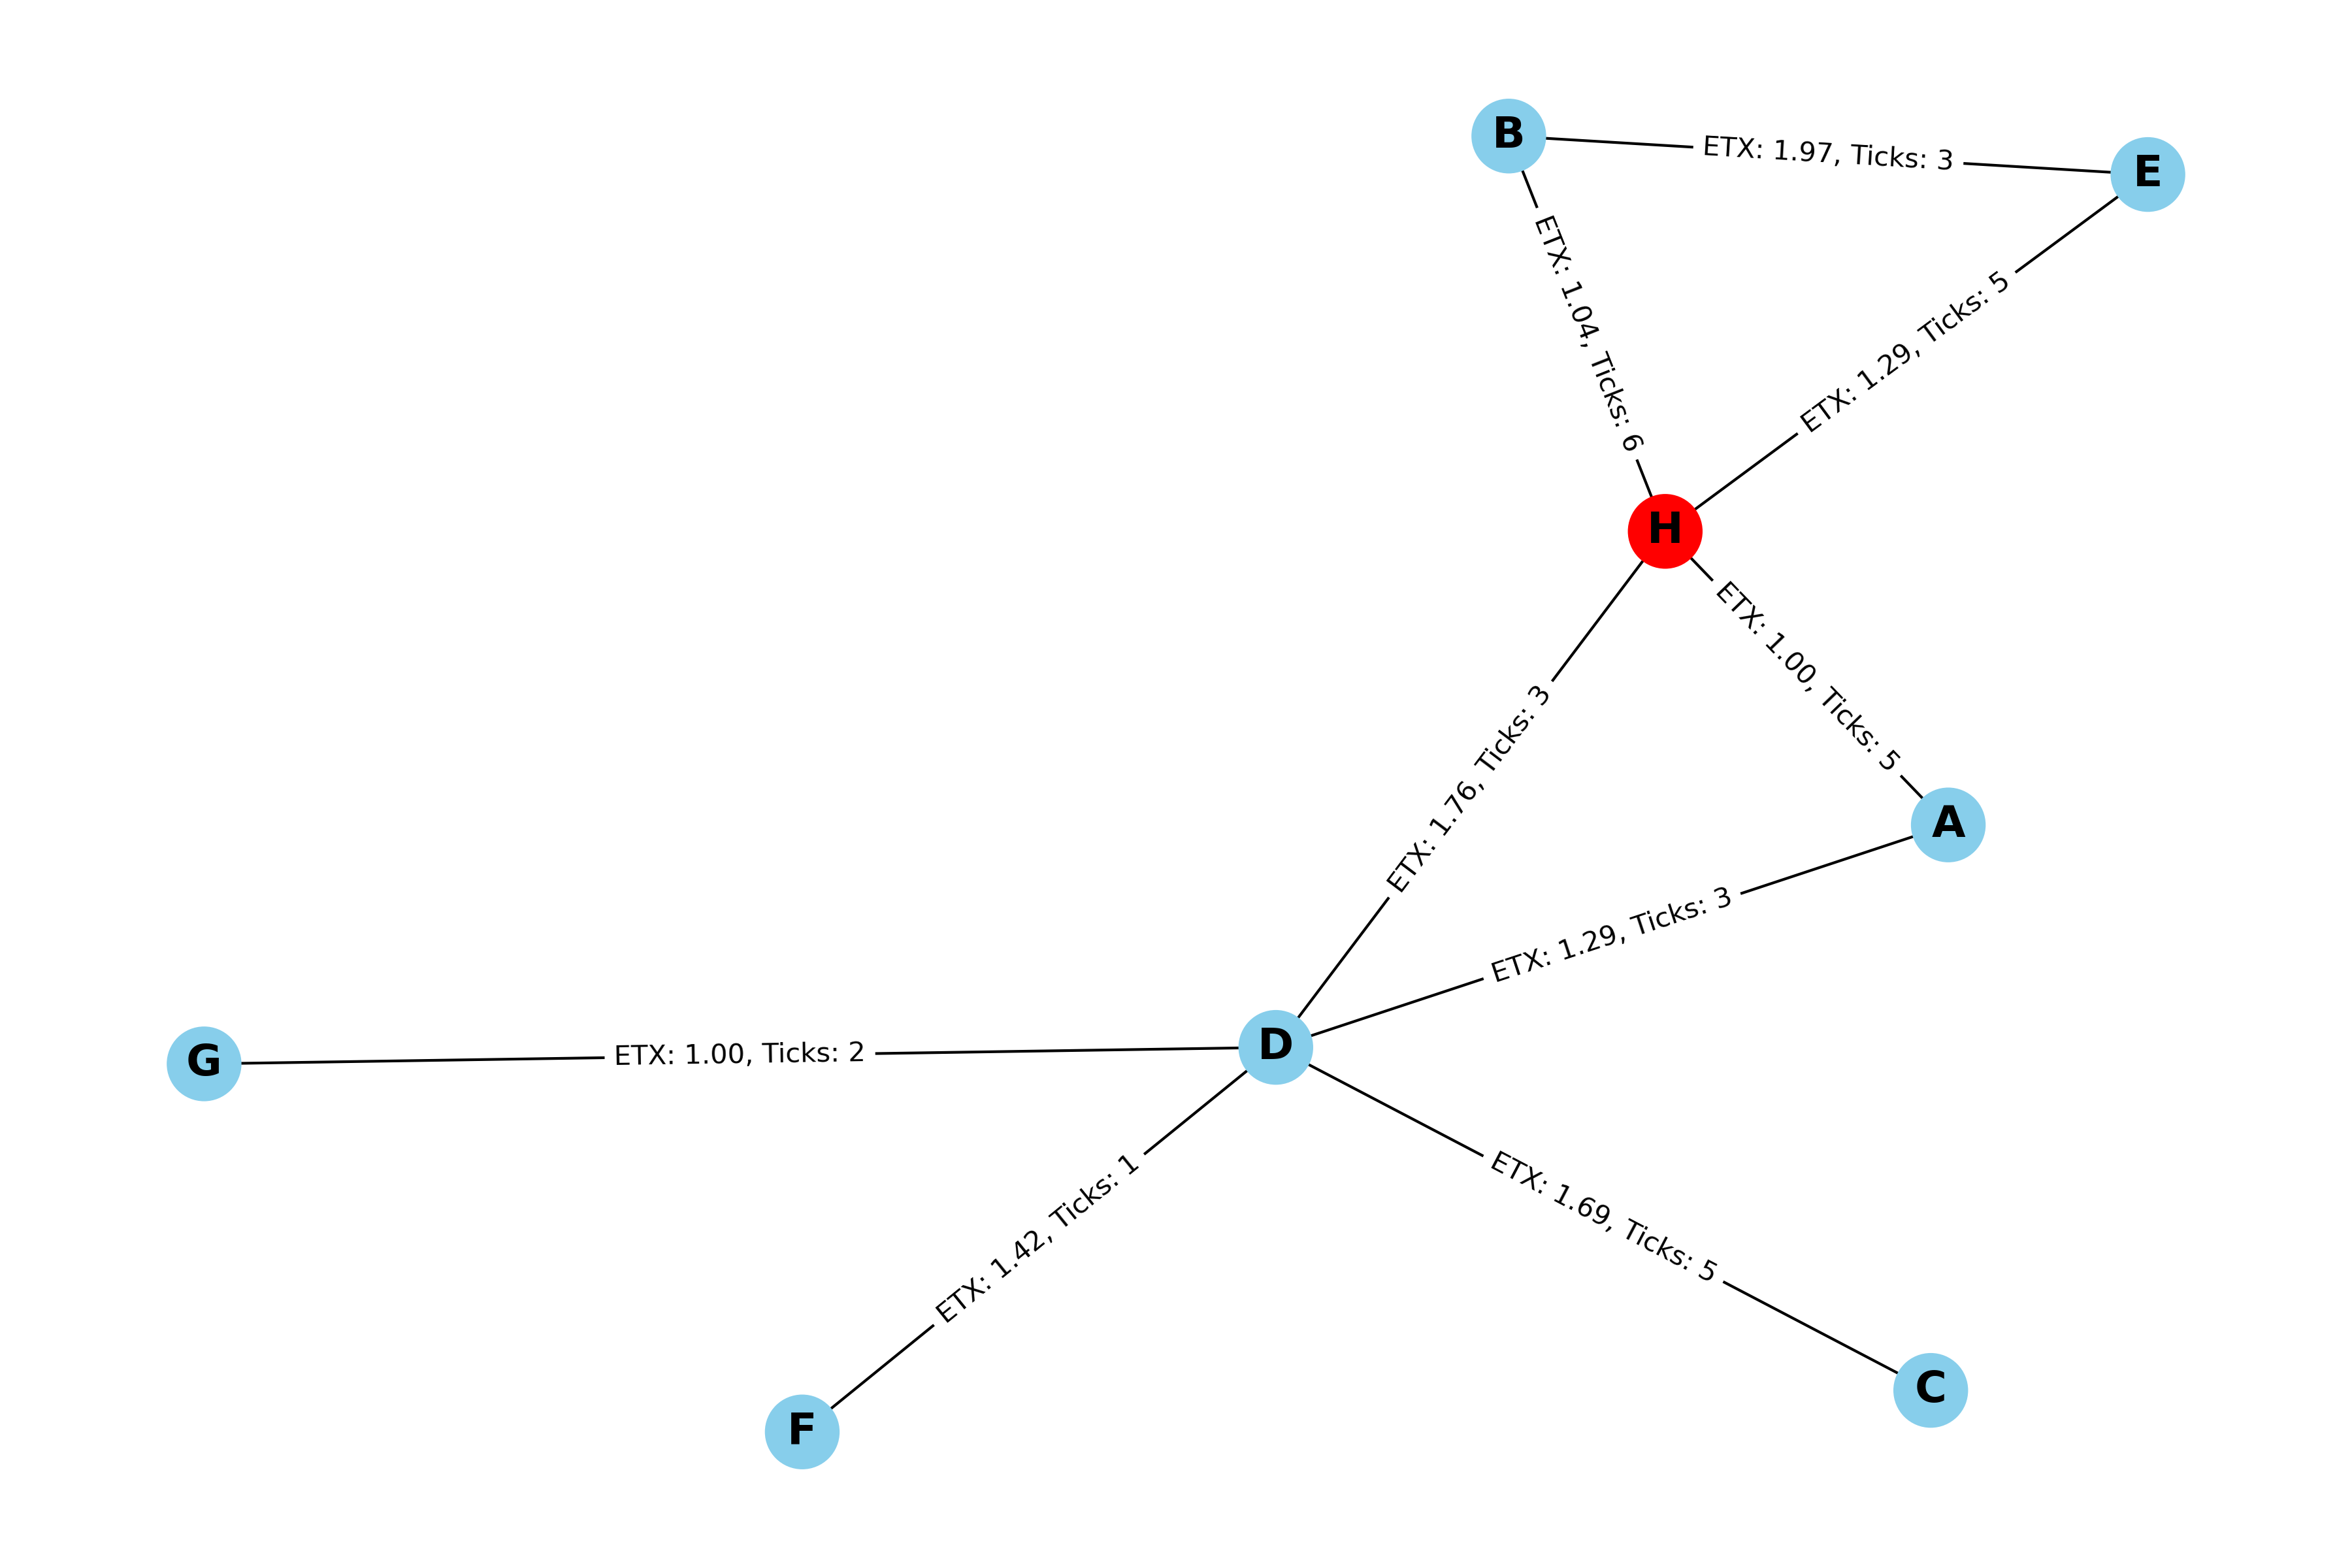 B
ETX: 1.97, Ticks: 3
E
ETX: 1.04, Ticks: 6
ETX: 1.29, Ticks: 5
H
ETX: 1.00, Ticks: 5
ETX: 1.76, Ticks: 3
A
ETX: 1.29, Ticks: 3
G
ETX: 1.00, Ticks: 2
D
ETX: 1.42, Ticks: 1
ETX: 1.69, Ticks: 5
C
F